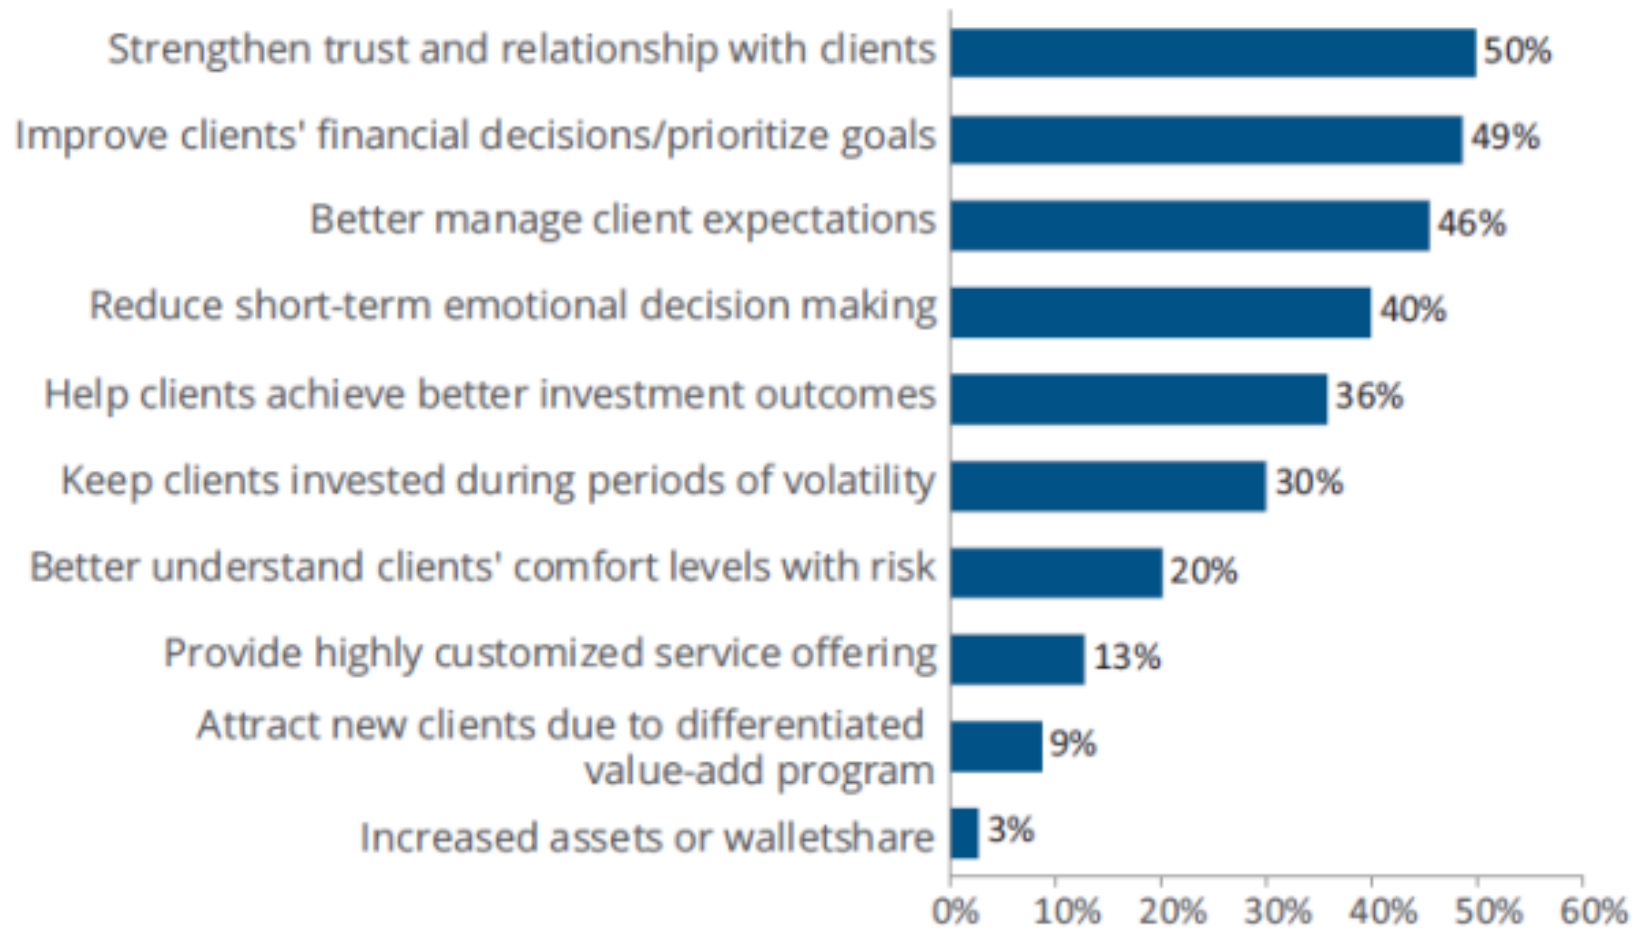 Strengthen trust and relationship with clients 50%
Improve clients' financial decisions/prioritize goals 49%
Better manage client expectations 46%
Reduce short-term emotional decision making 40%
Help clients achieve better investment outcomes 36%
Keep clients invested during periods of volatility 30%
Better understand clients' comfort levels with risk 20%
Provide highly customized service offering 13%
Attract new clients due to differentiated
value-add program 9%
Increased assets or walletshare 3%
0% 10% 20% 30% 40% 50% 60%